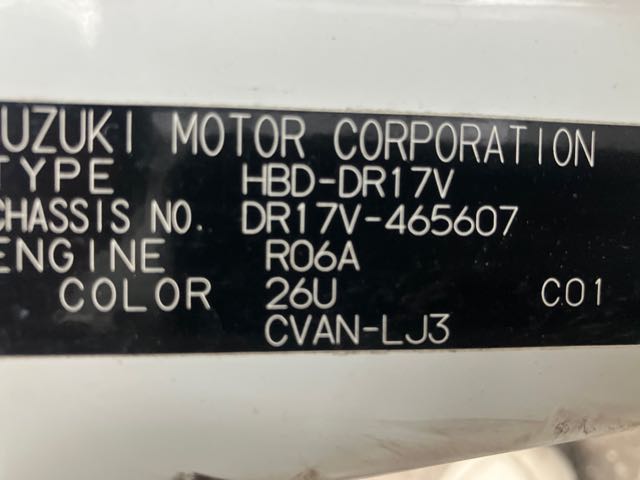 UZUKI MOTOR CORPORATION
TYPE HBD-DR17V
CHASSIS NO. DR17V-465607
ENGINE R06A
COLOR 26U C01
CVAN-LJ3